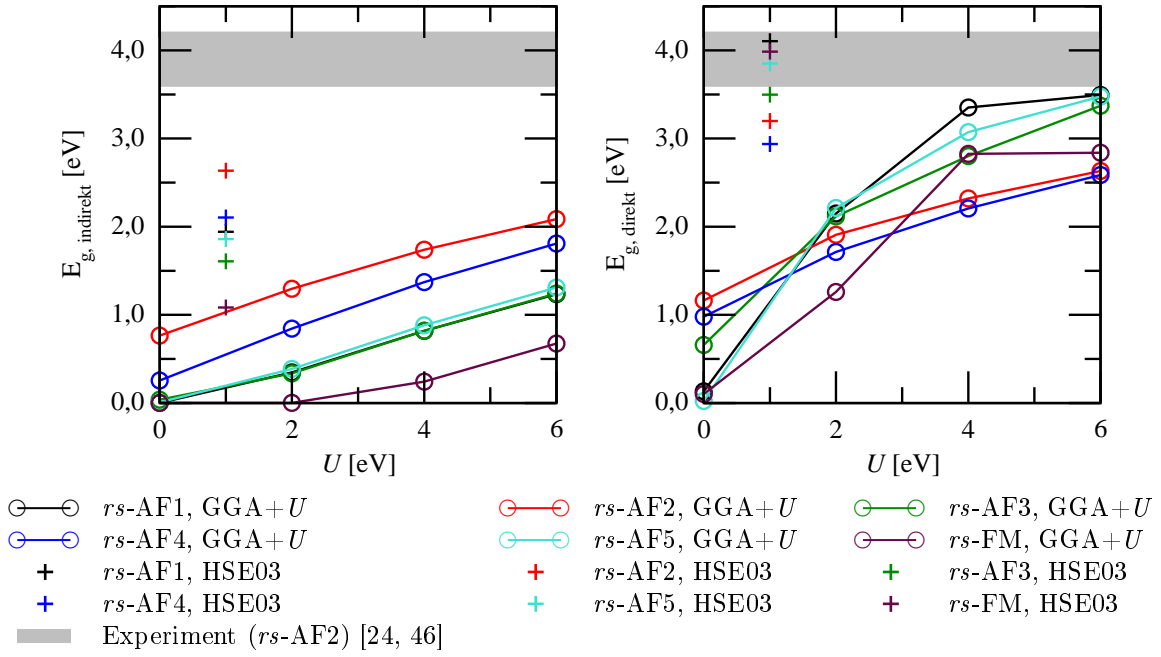 4,0
3,0
2,0
1,0
0,0
E_g, indirekt [eV]
0 2 4 6
U [eV]
4,0
3,0
2,0
1,0
0,0
E_g, direkt [eV]
0 2 4 6
U [eV]
rs-AF1, GGA+U rs-AF2, GGA+U rs-AF3, GGA+U
rs-AF4, GGA+U rs-AF5, GGA+U rs-FM, GGA+U
rs-AF1, HSE03 rs-AF2, HSE03 rs-AF3, HSE03
rs-AF4, HSE03 rs-AF5, HSE03 rs-FM, HSE03
Experiment (rs-AF2) [24, 46]